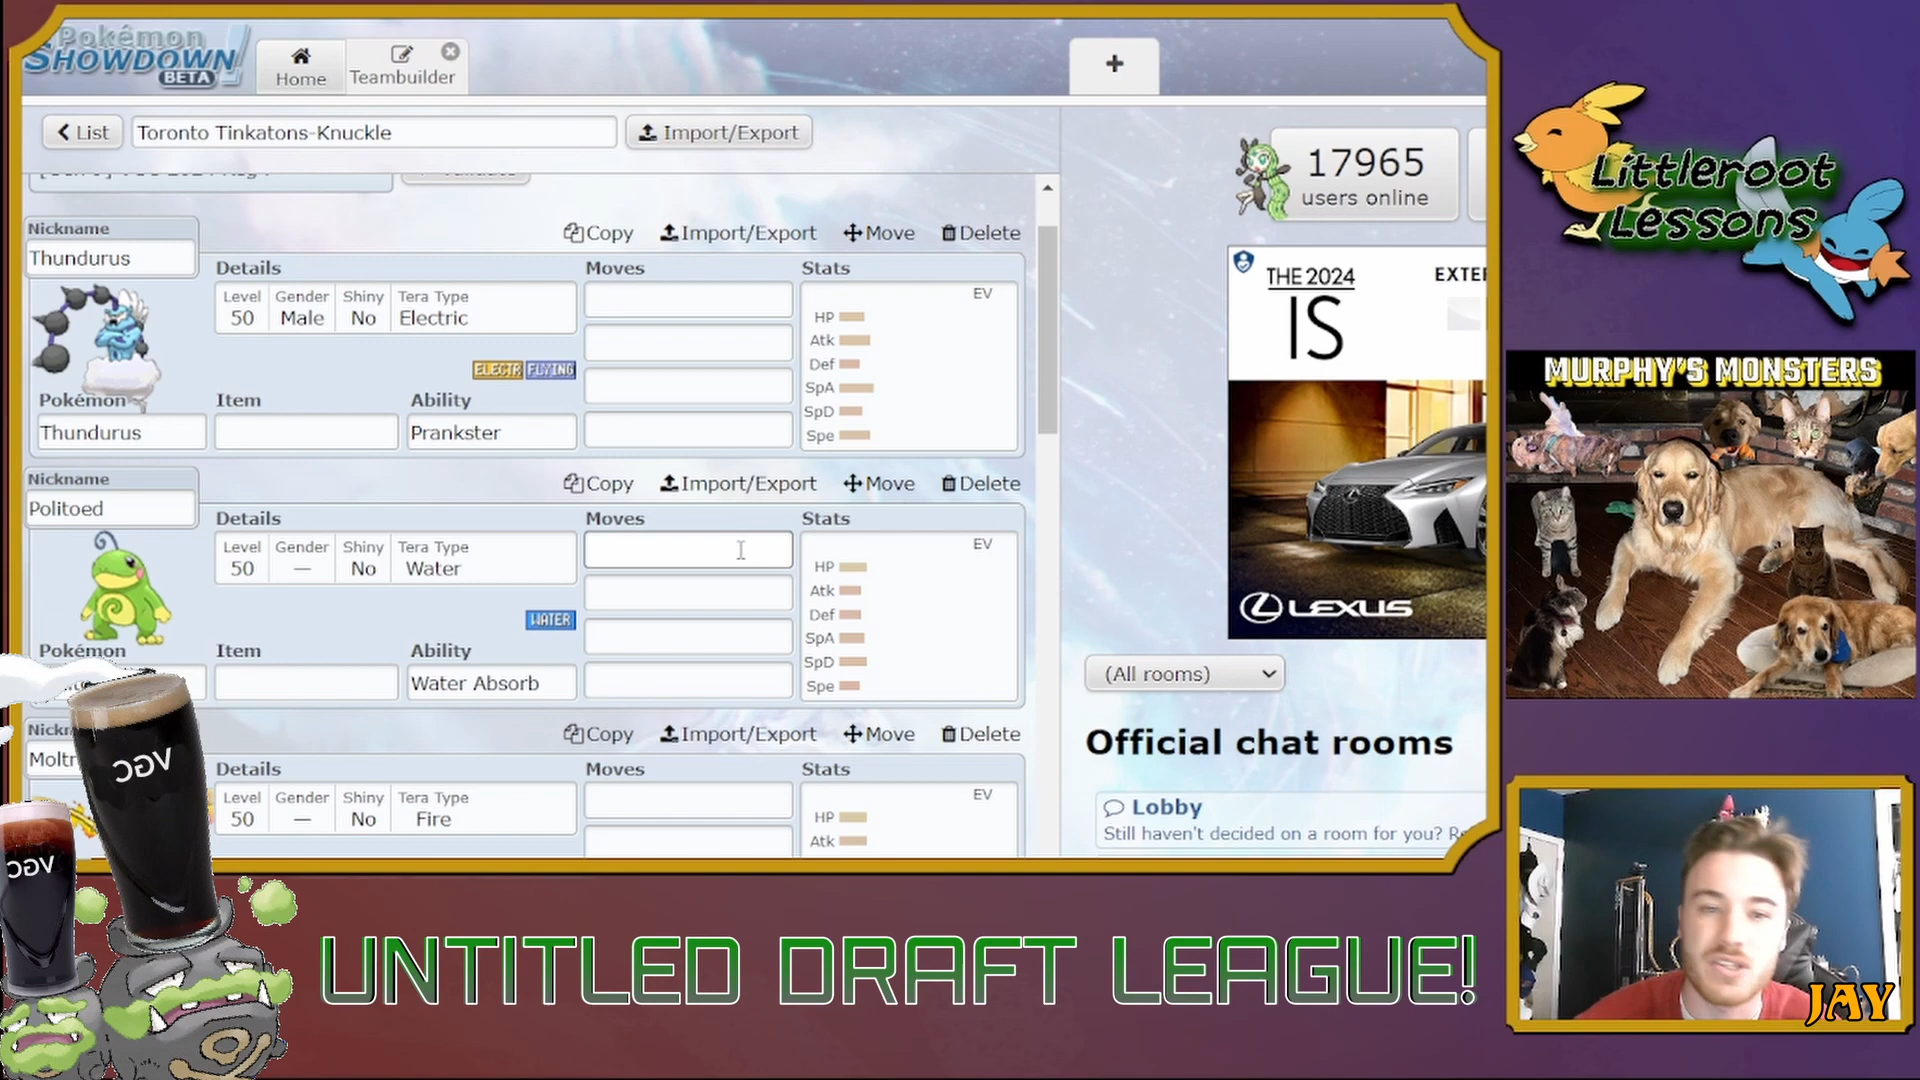 Pokémon
SHOWDOWN!
BETA
Home
Teambuilder
+
List
Toronto Tinkatons-Knuckle
Import/Export
17965
users online
Nickname
Thundurus
Copy Import/Export Move Delete
Details Moves Stats
Level Gender Shiny Tera Type EV
50 Male No Electric
HP
Atk
Def
SpA
SpD
Spe
ELECTR FLYING
Pokémon Item Ability
Thundurus Prankster
Nickname
Politoed
Copy Import/Export Move Delete
Details Moves Stats
Level Gender Shiny Tera Type EV
50 — No Water
HP
Atk
Def
SpA
SpD
Spe
WATER
Pokémon Item Ability
Water Absorb
Copy Import/Export Move Delete
Details Moves Stats
Level Gender Shiny Tera Type EV
50 — No Fire
HP
Atk
THE 2024
IS
LEXUS
(All rooms)
Official chat rooms
Lobby
Still haven't decided on a room for you?
Littleroot
Lessons
MURPHY'S MONSTERS
VGC
VGC
UNTITLED DRAFT LEAGUE!
JAY